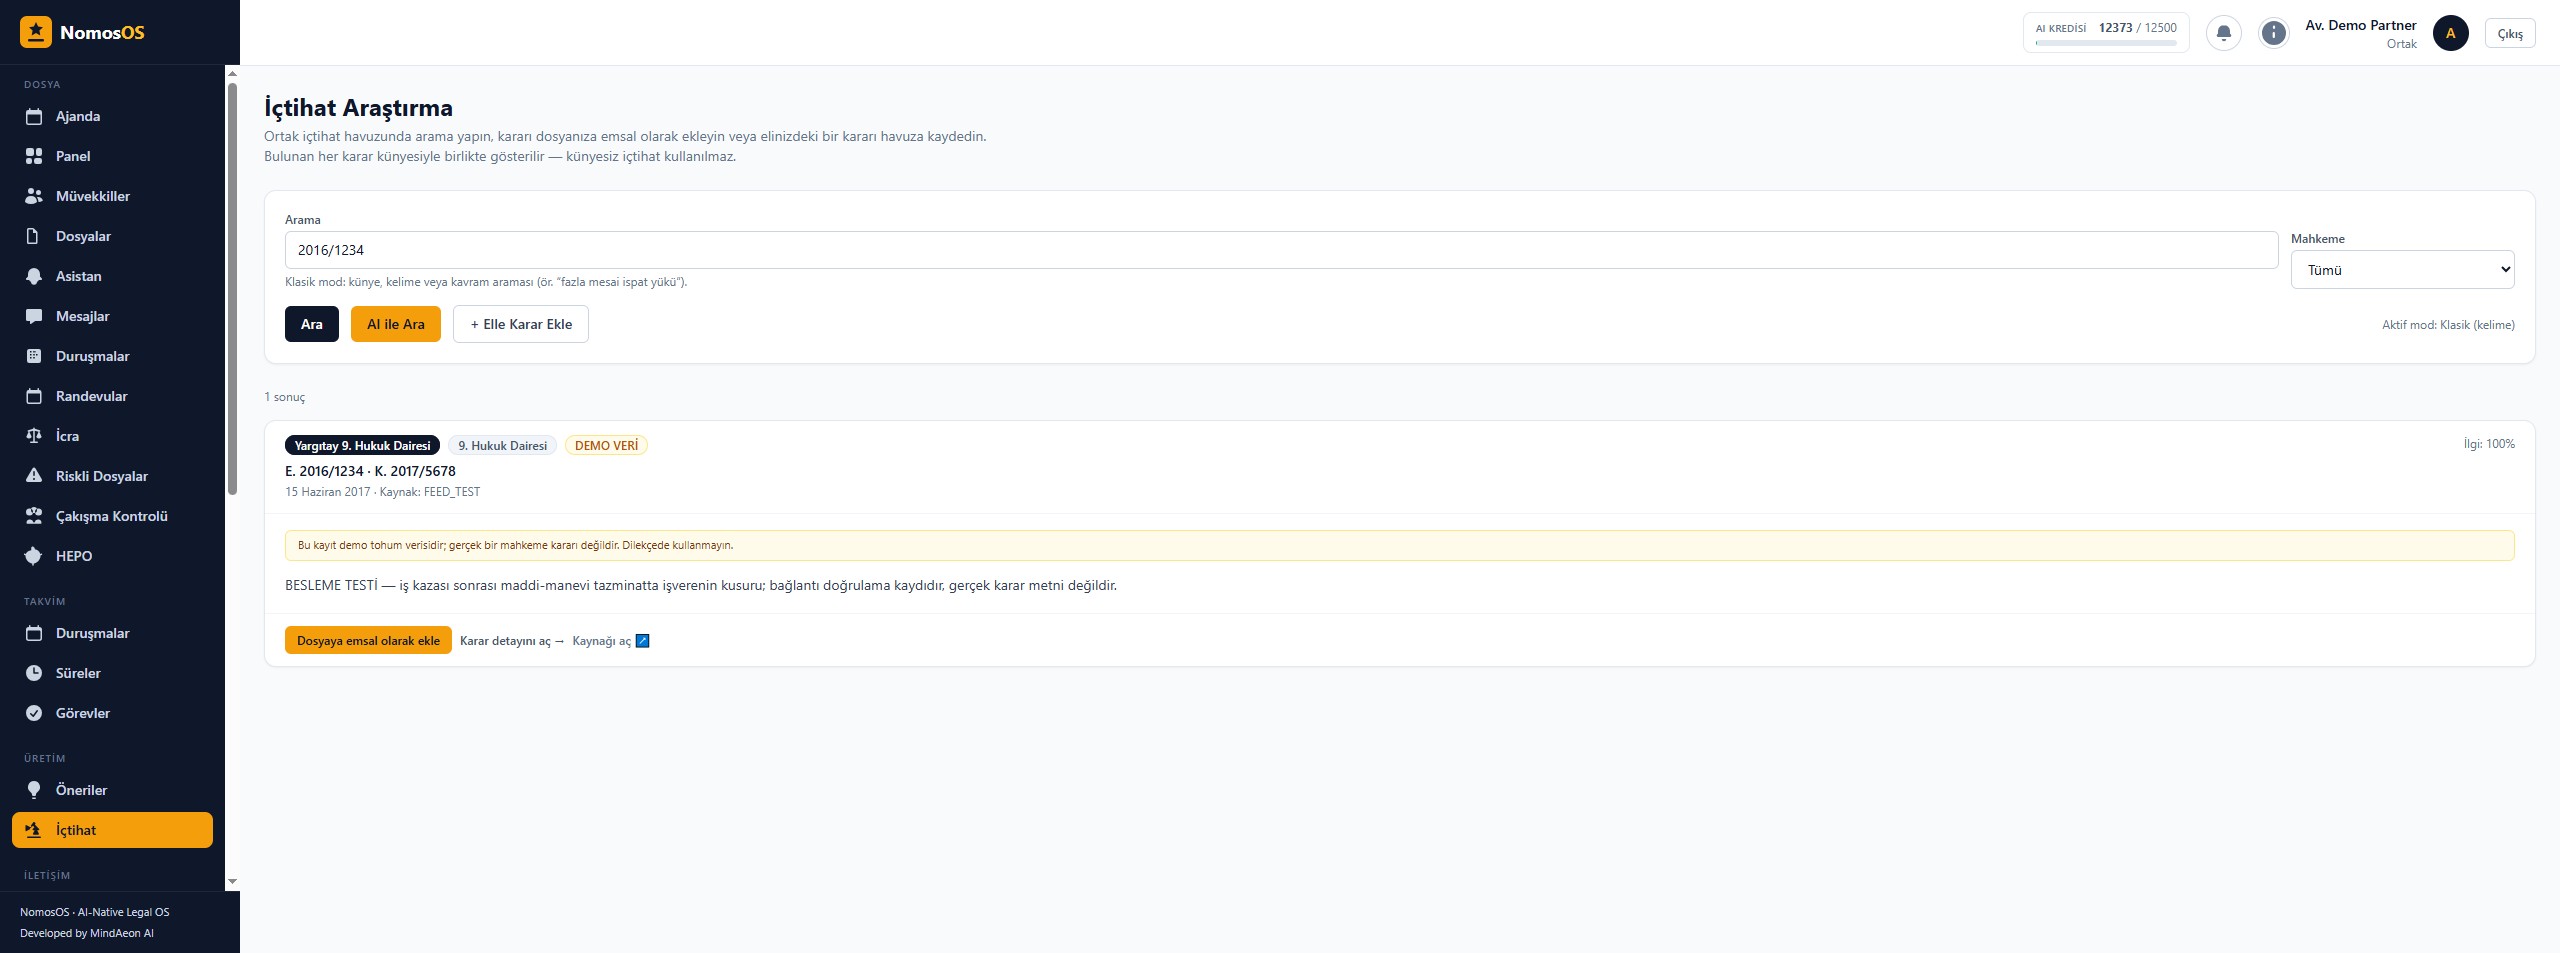 NomosOS
DOSYA
Ajanda
Panel
Müvekkiller
Dosyalar
Asistan
Mesajlar
Duruşmalar
Randevular
İcra
Riskli Dosyalar
Çakışma Kontrolü
HEPO
TAKVİM
Duruşmalar
Süreler
Görevler
ÜRETİM
Öneriler
İçtihat
İLETİŞİM
NomosOS · AI-Native Legal OS
Developed by MindAeon AI
AI KREDİSİ 12373 / 12500
Av. Demo Partner
Ortak
A
Çıkış
İçtihat Araştırma
Ortak içtihat havuzunda arama yapın, kararı dosyanıza emsal olarak ekleyin veya elinizdeki bir kararı havuza kaydedin.
Bulunan her karar künyesiyle birlikte gösterilir — künyesiz içtihat kullanılmaz.
Arama
2016/1234
Klasik mod: künye, kelime veya kavram araması (ör. "fazla mesai ispat yükü").
Mahkeme
Tümü
Ara
AI ile Ara
+ Elle Karar Ekle
Aktif mod: Klasik (kelime)
1 sonuç
Yargıtay 9. Hukuk Dairesi 9. Hukuk Dairesi DEMO VERİ
İlgi: 100%
E. 2016/1234 · K. 2017/5678
15 Haziran 2017 · Kaynak: FEED_TEST
Bu kayıt demo tohum verisidir; gerçek bir mahkeme kararı değildir. Dilekçede kullanmayın.
BESLEME TESTİ — iş kazası sonrası maddi-manevi tazminatta işverenin kusuru; bağlantı doğrulama kaydıdır, gerçek karar metni değildir.
Dosyaya emsal olarak ekle Karar detayını aç → Kaynağı aç ↗